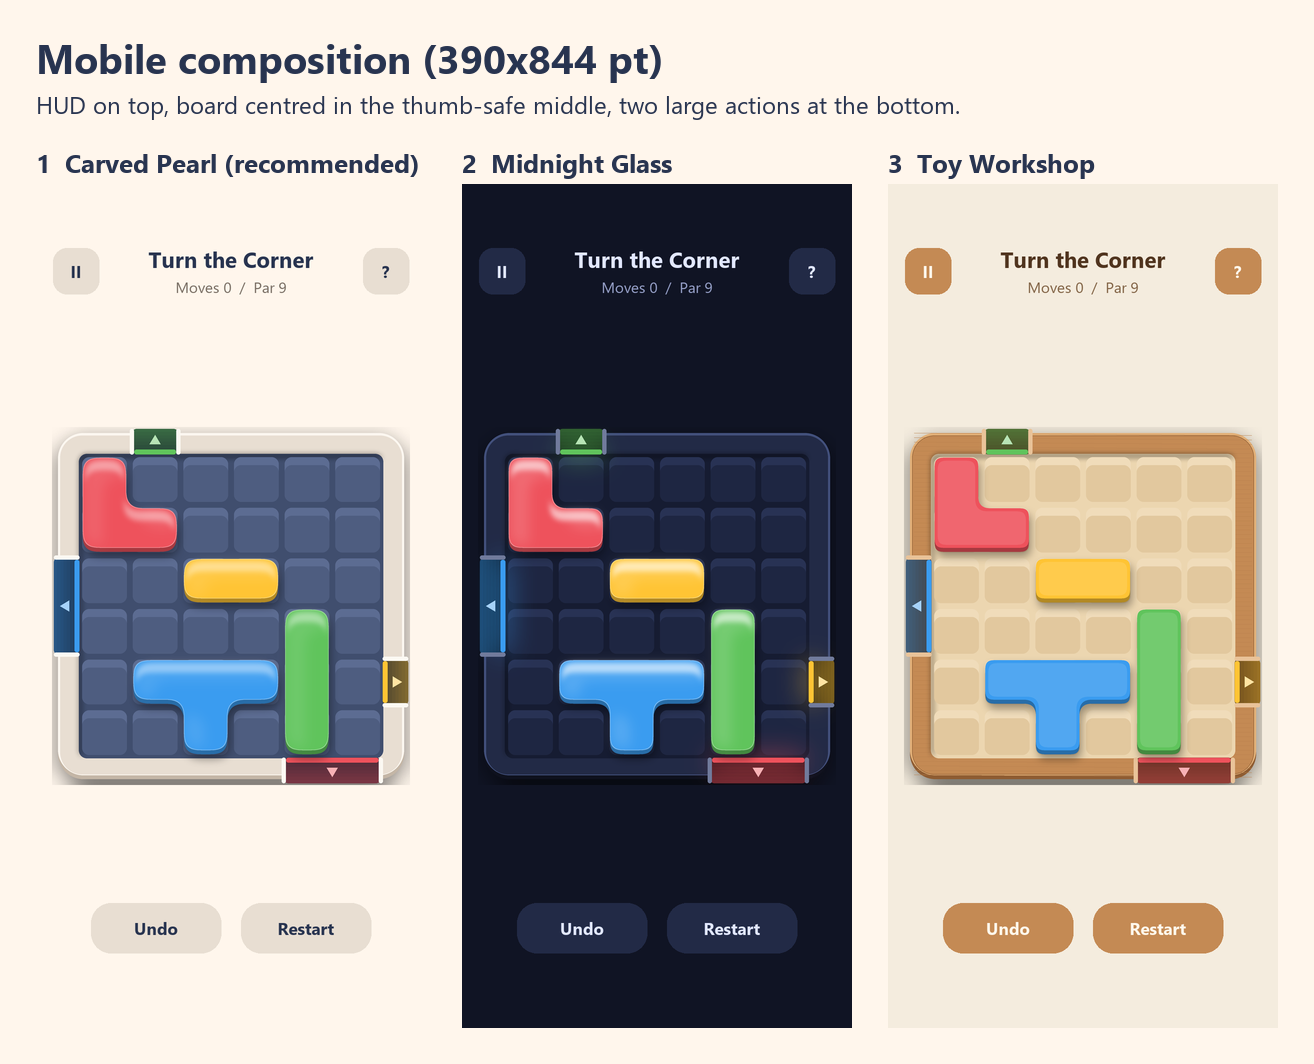 Mobile composition (390x844 pt)
HUD on top, board centred in the thumb-safe middle, two large actions at the bottom.
1 Carved Pearl (recommended)
II
Turn the Corner
?
Moves 0 / Par 9
Undo
Restart
2 Midnight Glass
II
Turn the Corner
?
Moves 0 / Par 9
Undo
Restart
3 Toy Workshop
II
Turn the Corner
?
Moves 0 / Par 9
Undo
Restart